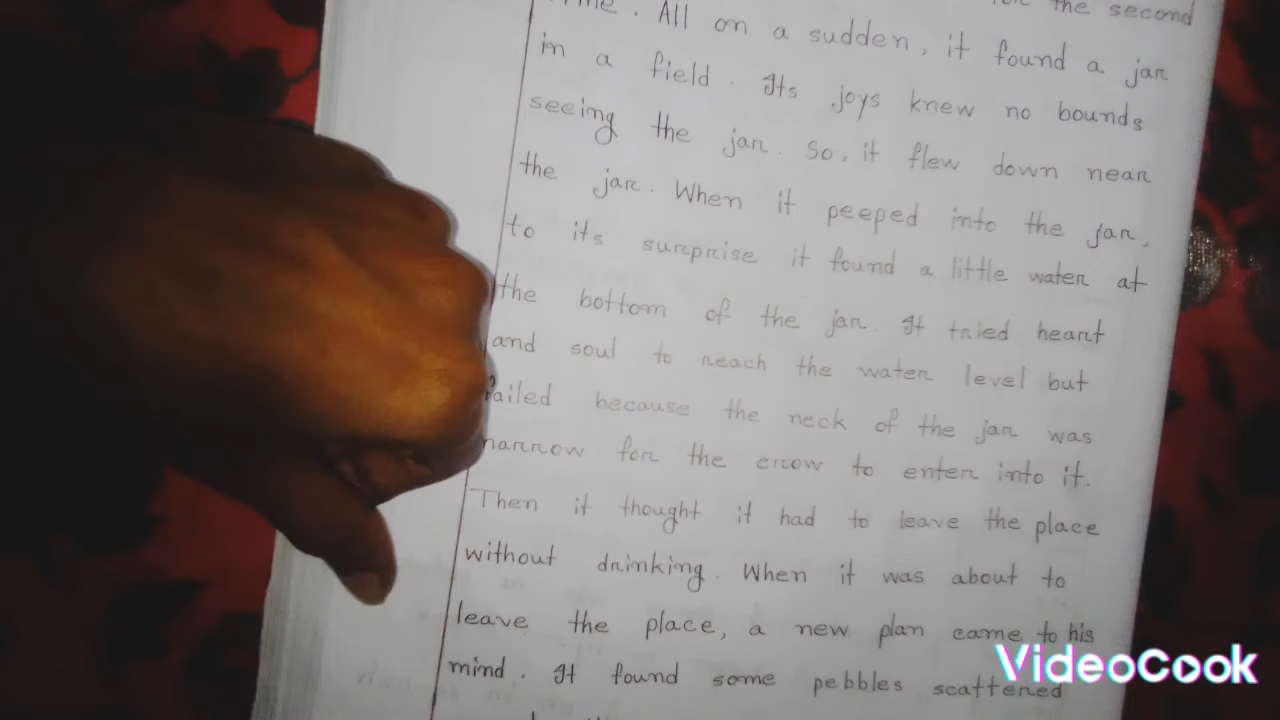 the second
time. All on a sudden, it found a jar
in a field. Its joys knew no bounds
seeing the jar. So, it flew down near
the jar. When it peeped into the jar,
to its surprise it found a little water at
the bottom of the jar. It tried heart
and soul to reach the water level but
failed because the neck of the jar was
narrow for the crow to enter into it.
Then it thought it had to leave the place
without drinking. When it was about to
leave the place, a new plan came to his
mind. It found some pebbles scattered
VideoCook